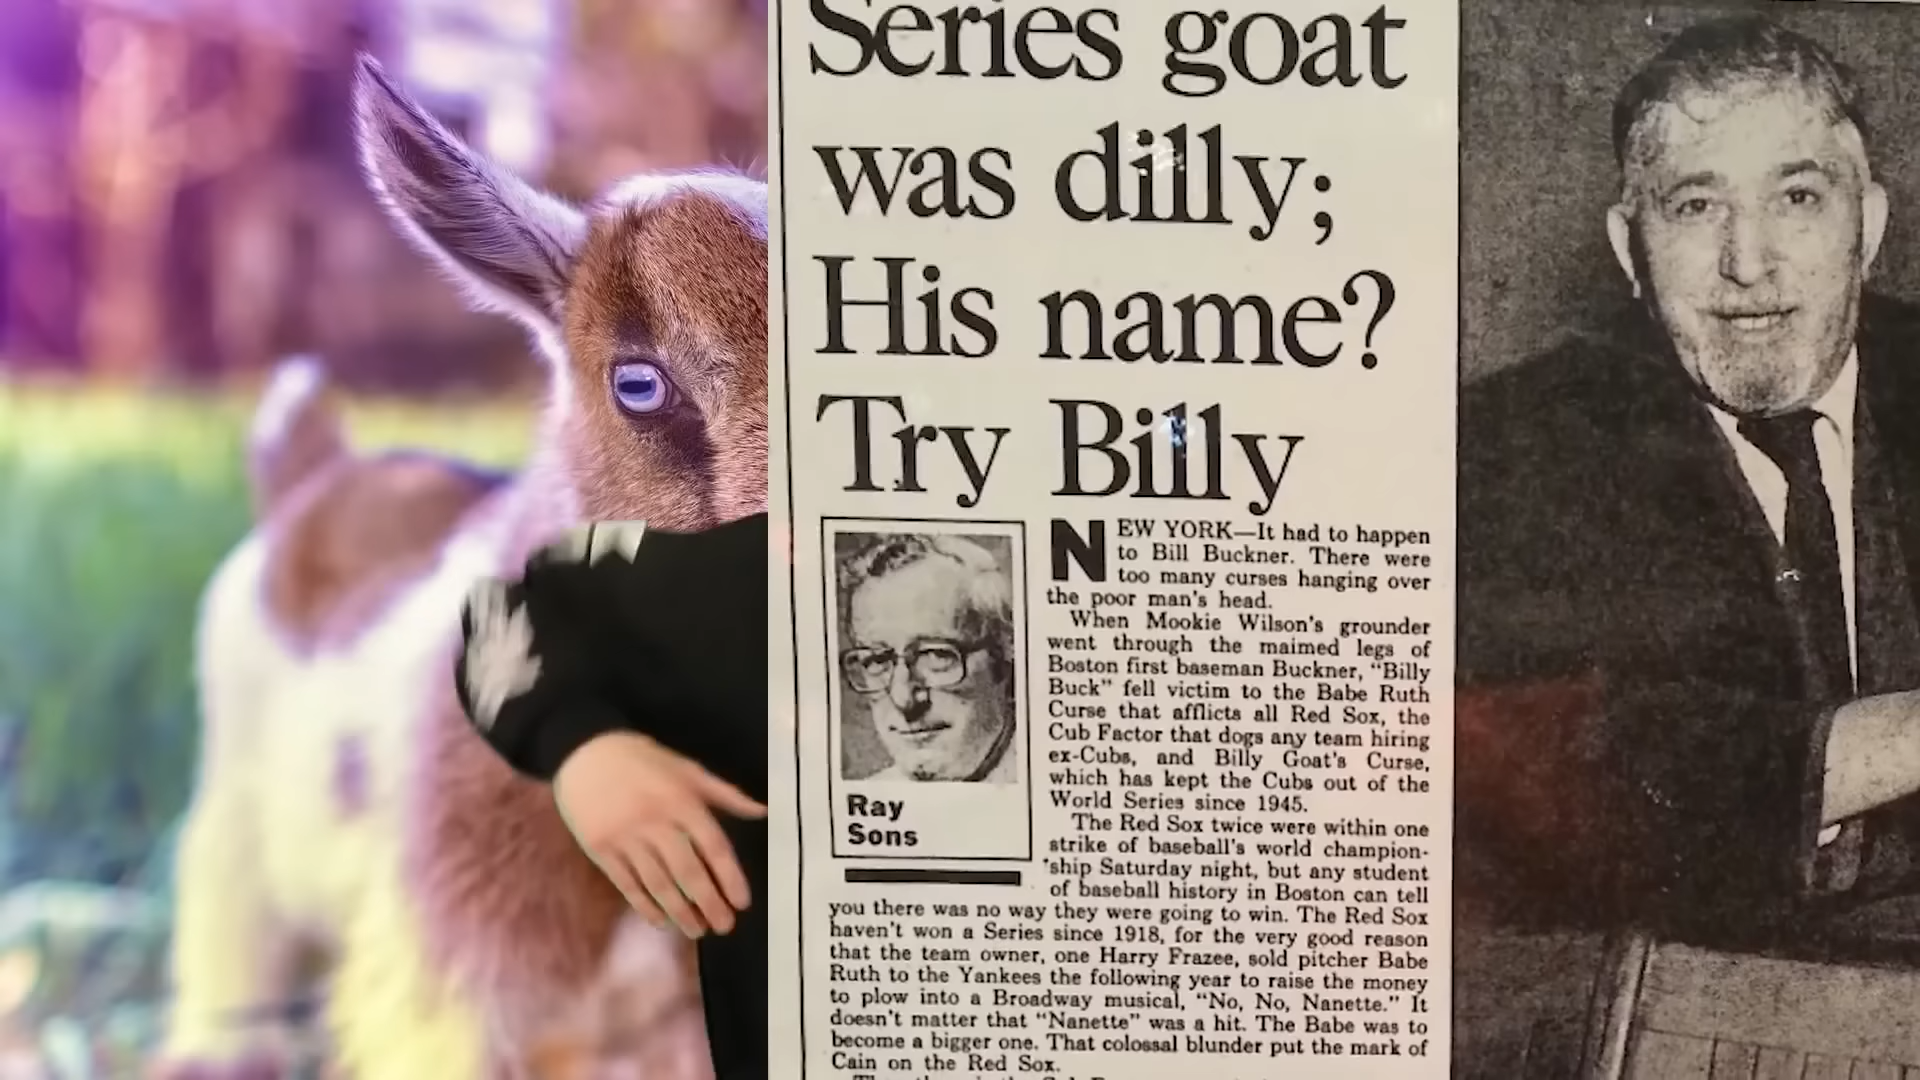 Series goat
was dilly;
His name?
Try Billy
Ray
Sons
NEW YORK—It had to happen
to Bill Buckner. There were
too many curses hanging over
the poor man's head.
When Mookie Wilson's grounder
went through the maimed legs of
Boston first baseman Buckner, "Billy
Buck" fell victim to the Babe Ruth
Curse that afflicts all Red Sox, the
Cub Factor that dogs any team hiring
ex-Cubs, and Billy Goat's Curse,
which has kept the Cubs out of the
World Series since 1945.
The Red Sox twice were within one
strike of baseball's world champion-
ship Saturday night, but any student
of baseball history in Boston can tell
you there was no way they were going to win. The Red Sox
haven't won a Series since 1918, for the very good reason
that the team owner, one Harry Frazee, sold pitcher Babe
Ruth to the Yankees the following year to raise the money
to plow into a Broadway musical, "No, No, Nanette." It
doesn't matter that "Nanette" was a hit. The Babe was to
become a bigger one. That colossal blunder put the mark of
Cain on the Red Sox.